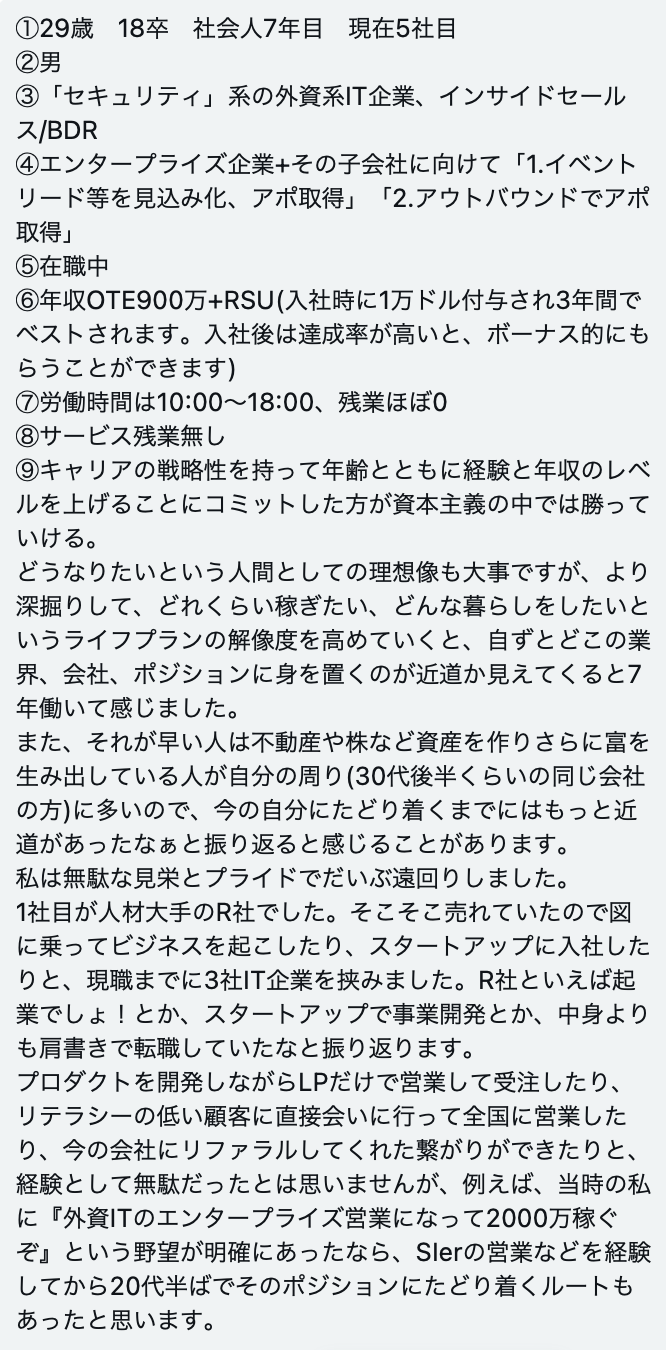 ①29歳　18卒　社会人7年目　現在5社目
②男
③「セキュリティ」系の外資系IT企業、インサイドセール
ス/BDR
④エンタープライズ企業+その子会社に向けて「1.イベント
リード等を見込み化、アポ取得」「2.アウトバウンドでアポ
取得」
⑤在職中
⑥年収OTE900万+RSU(入社時に1万ドル付与され3年間で
ベストされます。入社後は達成率が高いと、ボーナス的にも
らうことができます)
⑦労働時間は10:00〜18:00、残業ほぼ0
⑧サービス残業無し
⑨キャリアの戦略性を持って年齢とともに経験と年収のレベ
ルを上げることにコミットした方が資本主義の中では勝って
いける。
どうなりたいという人間としての理想像も大事ですが、より
深掘りして、どれくらい稼ぎたい、どんな暮らしをしたいと
いうライフプランの解像度を高めていくと、自ずとどこの業
界、会社、ポジションに身を置くのが近道か見えてくると7
年働いて感じました。
また、それが早い人は不動産や株など資産を作りさらに富を
生み出している人が自分の周り(30代後半くらいの同じ会社
の方)に多いので、今の自分にたどり着くまでにはもっと近
道があったなぁと振り返ると感じることがあります。
私は無駄な見栄とプライドでだいぶ遠回りしました。
1社目が人材大手のR社でした。そこそこ売れていたので図
に乗ってビジネスを起こしたり、スタートアップに入社した
りと、現職までに3社IT企業を挟みました。R社といえば起
業でしょ！とか、スタートアップで事業開発とか、中身より
も肩書きで転職していたなと振り返ります。
プロダクトを開発しながらLPだけで営業して受注したり、
リテラシーの低い顧客に直接会いに行って全国に営業した
り、今の会社にリファラルしてくれた繋がりができたりと、
経験として無駄だったとは思いませんが、例えば、当時の私
に『外資ITのエンタープライズ営業になって2000万稼ぐ
ぞ』という野望が明確にあったなら、SIerの営業などを経験
してから20代半ばでそのポジションにたどり着くルートも
あったと思います。